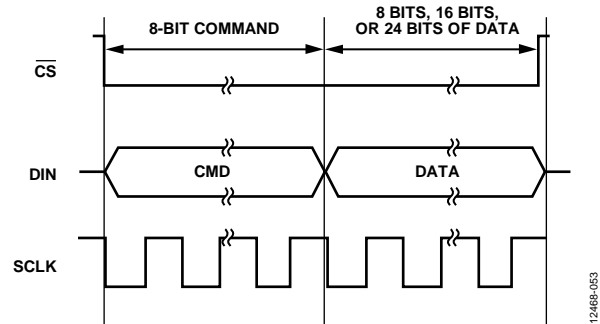 8-BIT COMMAND
8 BITS, 16 BITS,
OR 24 BITS OF DATA
CS
DIN
CMD
DATA
SCLK
12468-053